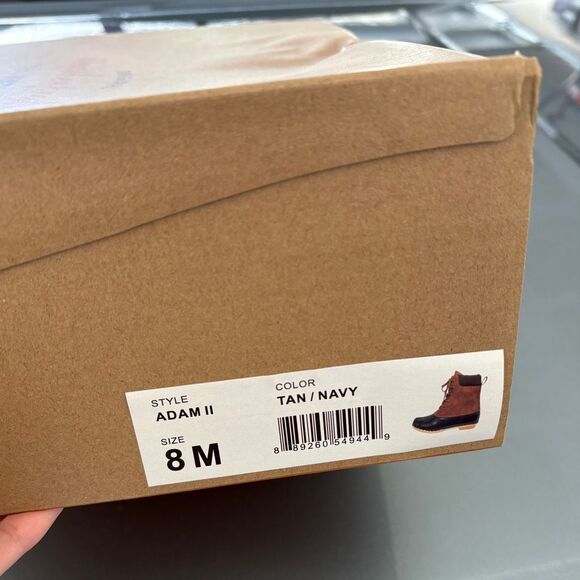 STYLE
ADAM II
COLOR
TAN / NAVY
SIZE
8 M
8 89260 54944 9